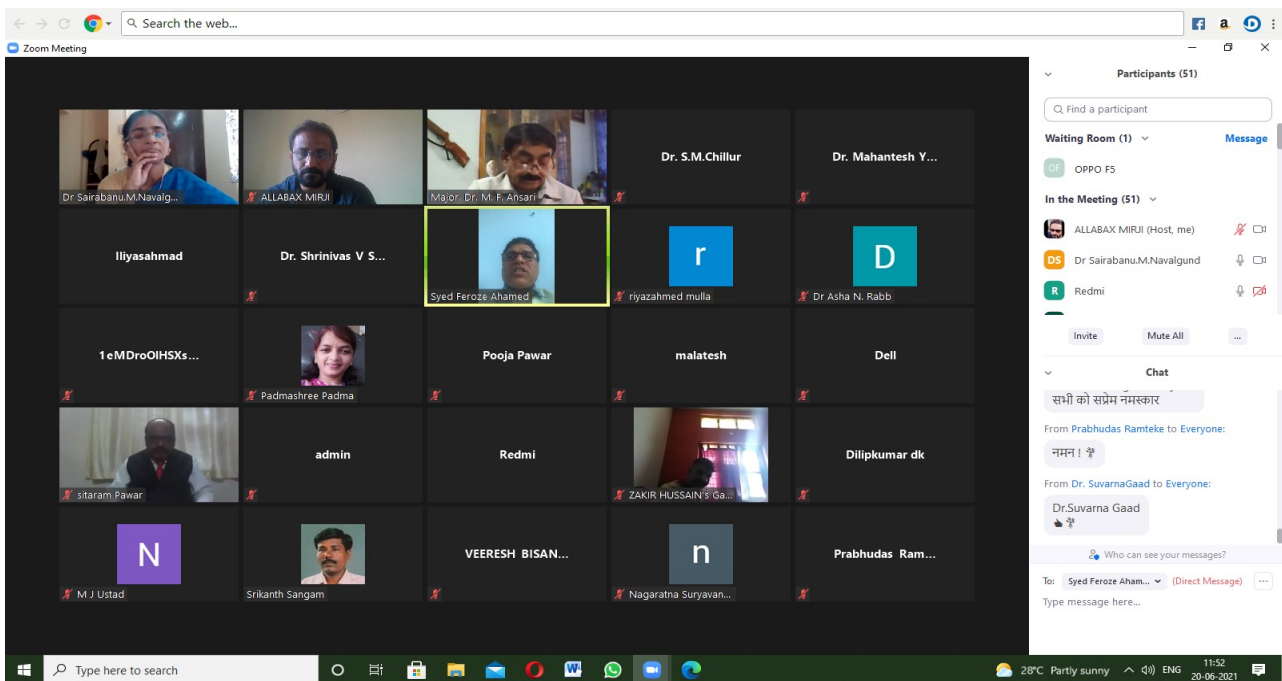 Search the web...
Zoom Meeting
Participants (51)
Find a participant
Waiting Room (1)
Message
OF
OPPO F5
In the Meeting (51)
ALLABAX MIRJI (Host, me)
DS
Dr Sairabanu.M.Navalgund
R
Redmi
Invite
Mute All
...
Chat
सभी को सप्रेम नमस्कार
From Prabhudas Ramteke to Everyone:
नमन !
From Dr. SuvarnaGaad to Everyone:
Dr.Suvarna Gaad
Who can see your messages?
To: Syed Feroze Aham... (Direct Message)
Type message here...
Dr Sairabanu.M.Navalg...
ALLABAX MIRJI
Major. Dr. M. F. Ansari
Dr. S.M.Chillur
Dr. Mahantesh Y...
Iliyasahmad
Dr. Shrinivas V S...
Syed Feroze Ahamed
r
riyazahmed mulla
D
Dr Asha N. Rabb
1eMDroOIHSXs...
Padmashree Padma
Pooja Pawar
malatesh
Dell
sitaram Pawar
admin
Redmi
ZAKIR HUSSAIN's Ga...
Dilipkumar dk
N
M J Ustad
Srikanth Sangam
VEERESH BISAN...
n
Nagaratna Suryavan...
Prabhudas Ram...
Type here to search
28°C Partly sunny
ENG
11:52
20-06-2021